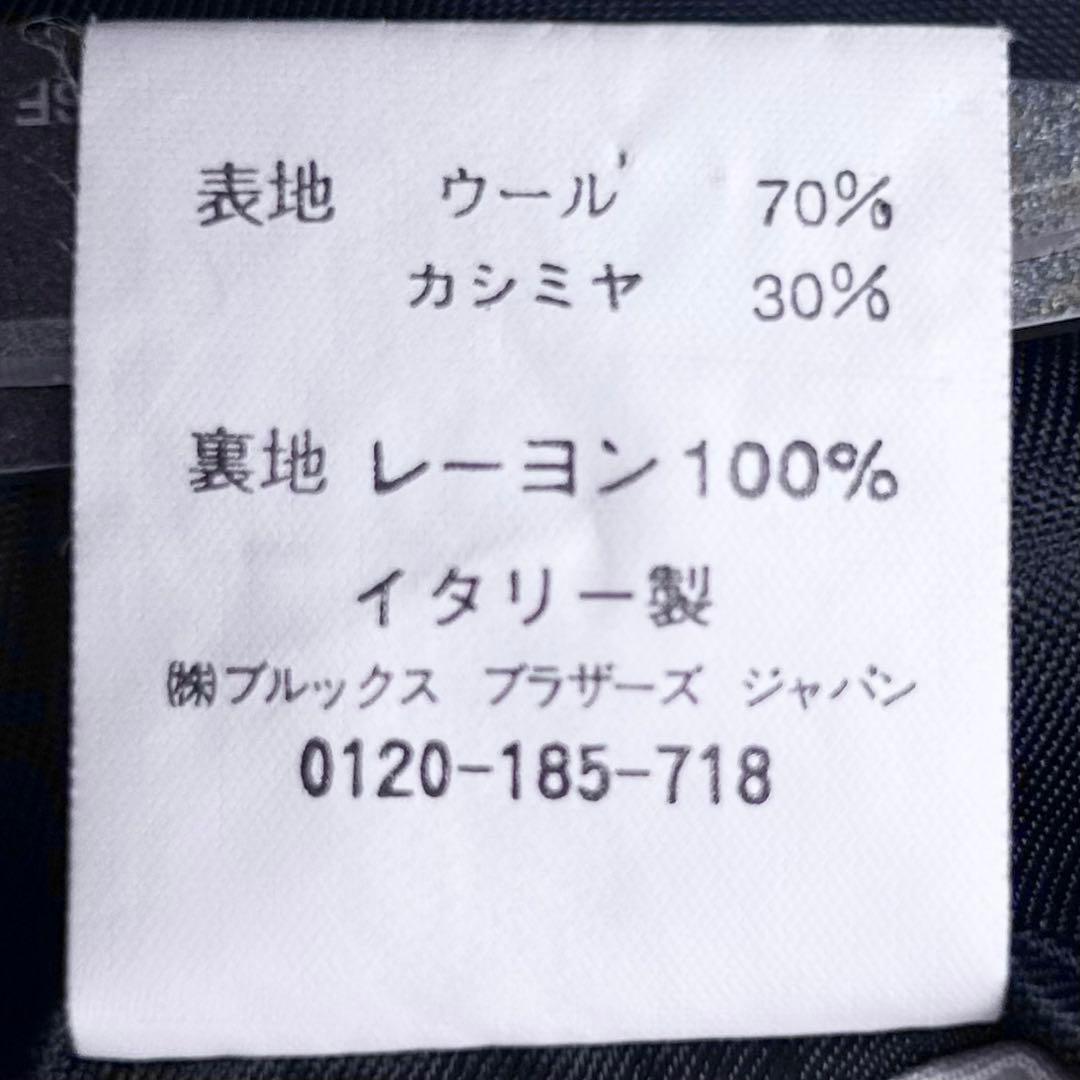 表地 ウール 70%
カシミヤ 30%
裏地 レーヨン100%
イタリー製
㈱ブルックス ブラザーズ ジャパン
0120-185-718